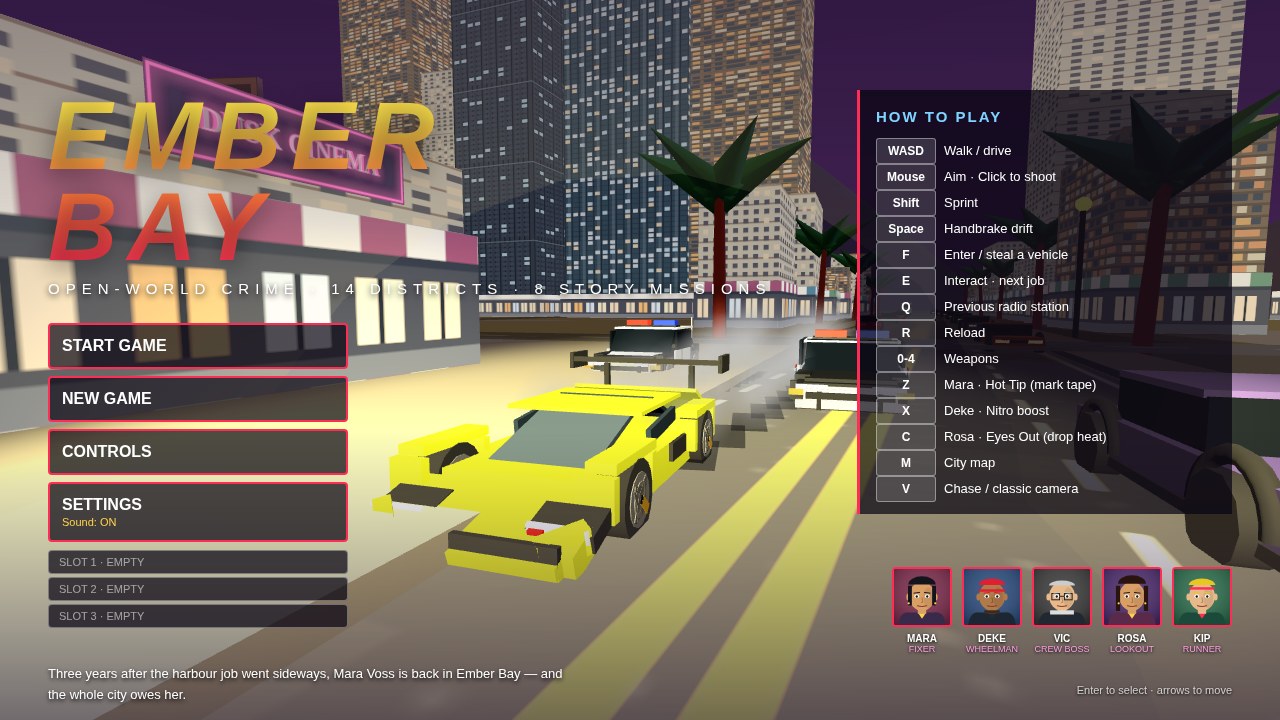 DUSK CINEMA
EMBER
BAY
OPEN-WORLD CRIME · 14 DISTRICTS · 8 STORY MISSIONS
START GAME
NEW GAME
CONTROLS
SETTINGS
Sound: ON
SLOT 1 · EMPTY
SLOT 2 · EMPTY
SLOT 3 · EMPTY
Three years after the harbour job went sideways, Mara Voss is back in Ember Bay — and
the whole city owes her.
HOW TO PLAY
WASD Walk / drive
Mouse Aim · Click to shoot
Shift Sprint
Space Handbrake drift
F Enter / steal a vehicle
E Interact · next job
Q Previous radio station
R Reload
0-4 Weapons
Z Mara · Hot Tip (mark tape)
X Deke · Nitro boost
C Rosa · Eyes Out (drop heat)
M City map
V Chase / classic camera
MARA DEKE VIC ROSA KIP
FIXER WHEELMAN CREW BOSS LOOKOUT RUNNER
Enter to select · arrows to move